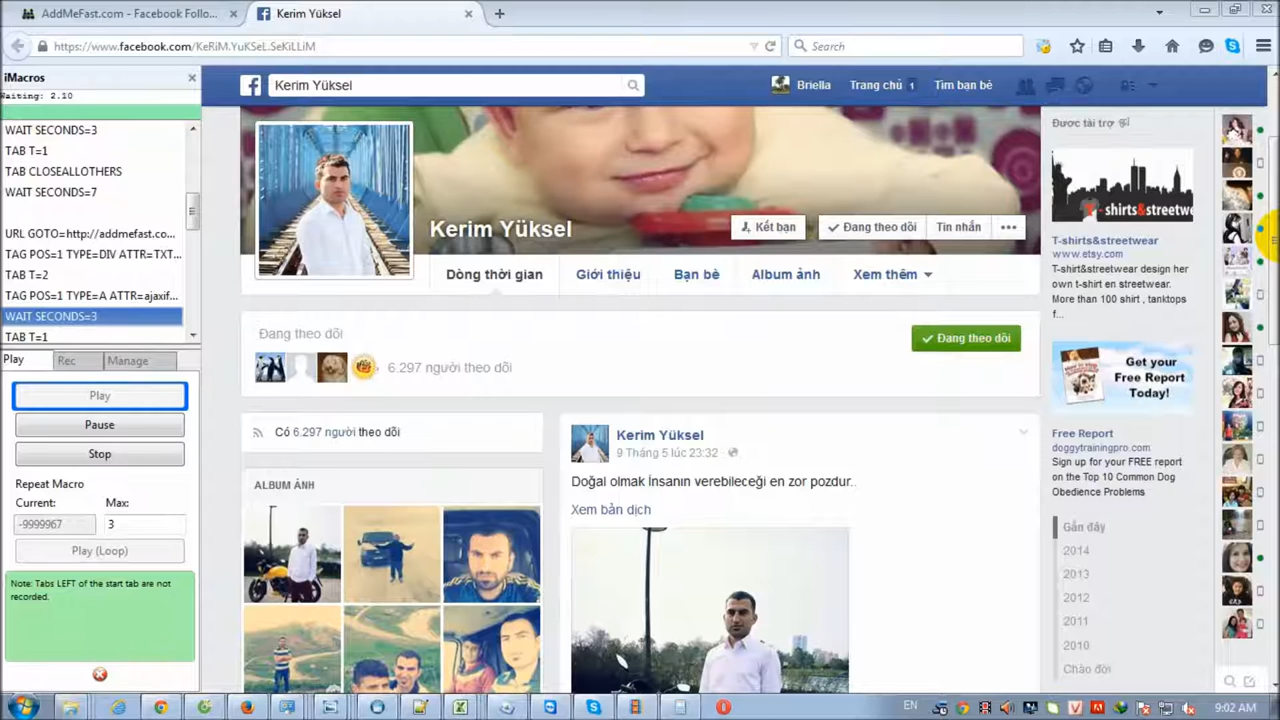 AddMeFast.com - Facebook Follo...
Kerim Yüksel
https://www.facebook.com/KeRiM.YuKSeL.SeKiLLiM
Search
iMacros
Waiting: 2.10
WAIT SECONDS=3
TAB T=1
TAB CLOSEALLOTHERS
WAIT SECONDS=7
URL GOTO=http://addmefast.co...
TAG POS=1 TYPE=DIV ATTR=TXT...
TAB T=2
TAG POS=1 TYPE=A ATTR=ajaxif...
WAIT SECONDS=3
TAB T=1
Play
Rec
Manage
Play
Pause
Stop
Repeat Macro
Current:
Max:
-9999967
3
Play (Loop)
Note: Tabs LEFT of the start tab are not
recorded.
Kerim Yüksel
Briella
Trang chủ 1
Tìm bạn bè
Kerim Yüksel
Kết bạn
Đang theo dõi
Tin nhắn
Dòng thời gian
Giới thiệu
Bạn bè
Album ảnh
Xem thêm
Đang theo dõi
6.297 người theo dõi
Đang theo dõi
Có 6.297 người theo dõi
ALBUM ẢNH
Kerim Yüksel
9 Tháng 5 lúc 23:32
Doğal olmak İnsanın verebileceği en zor pozdur..
Xem bản dịch
Được tài trợ
-shirts&streetwe
T-shirts&streetwear
www.etsy.com
T-shirt&streetwear design her
own t-shirt en streetwear.
More than 100 shirt , tanktops
f...
Get your
Free Report
Today!
Free Report
doggytrainingpro.com
Sign up for your FREE report
on the Top 10 Common Dog
Obedience Problems
Gần đây
2014
2013
2012
2011
2010
Chào đời
EN
9:02 AM